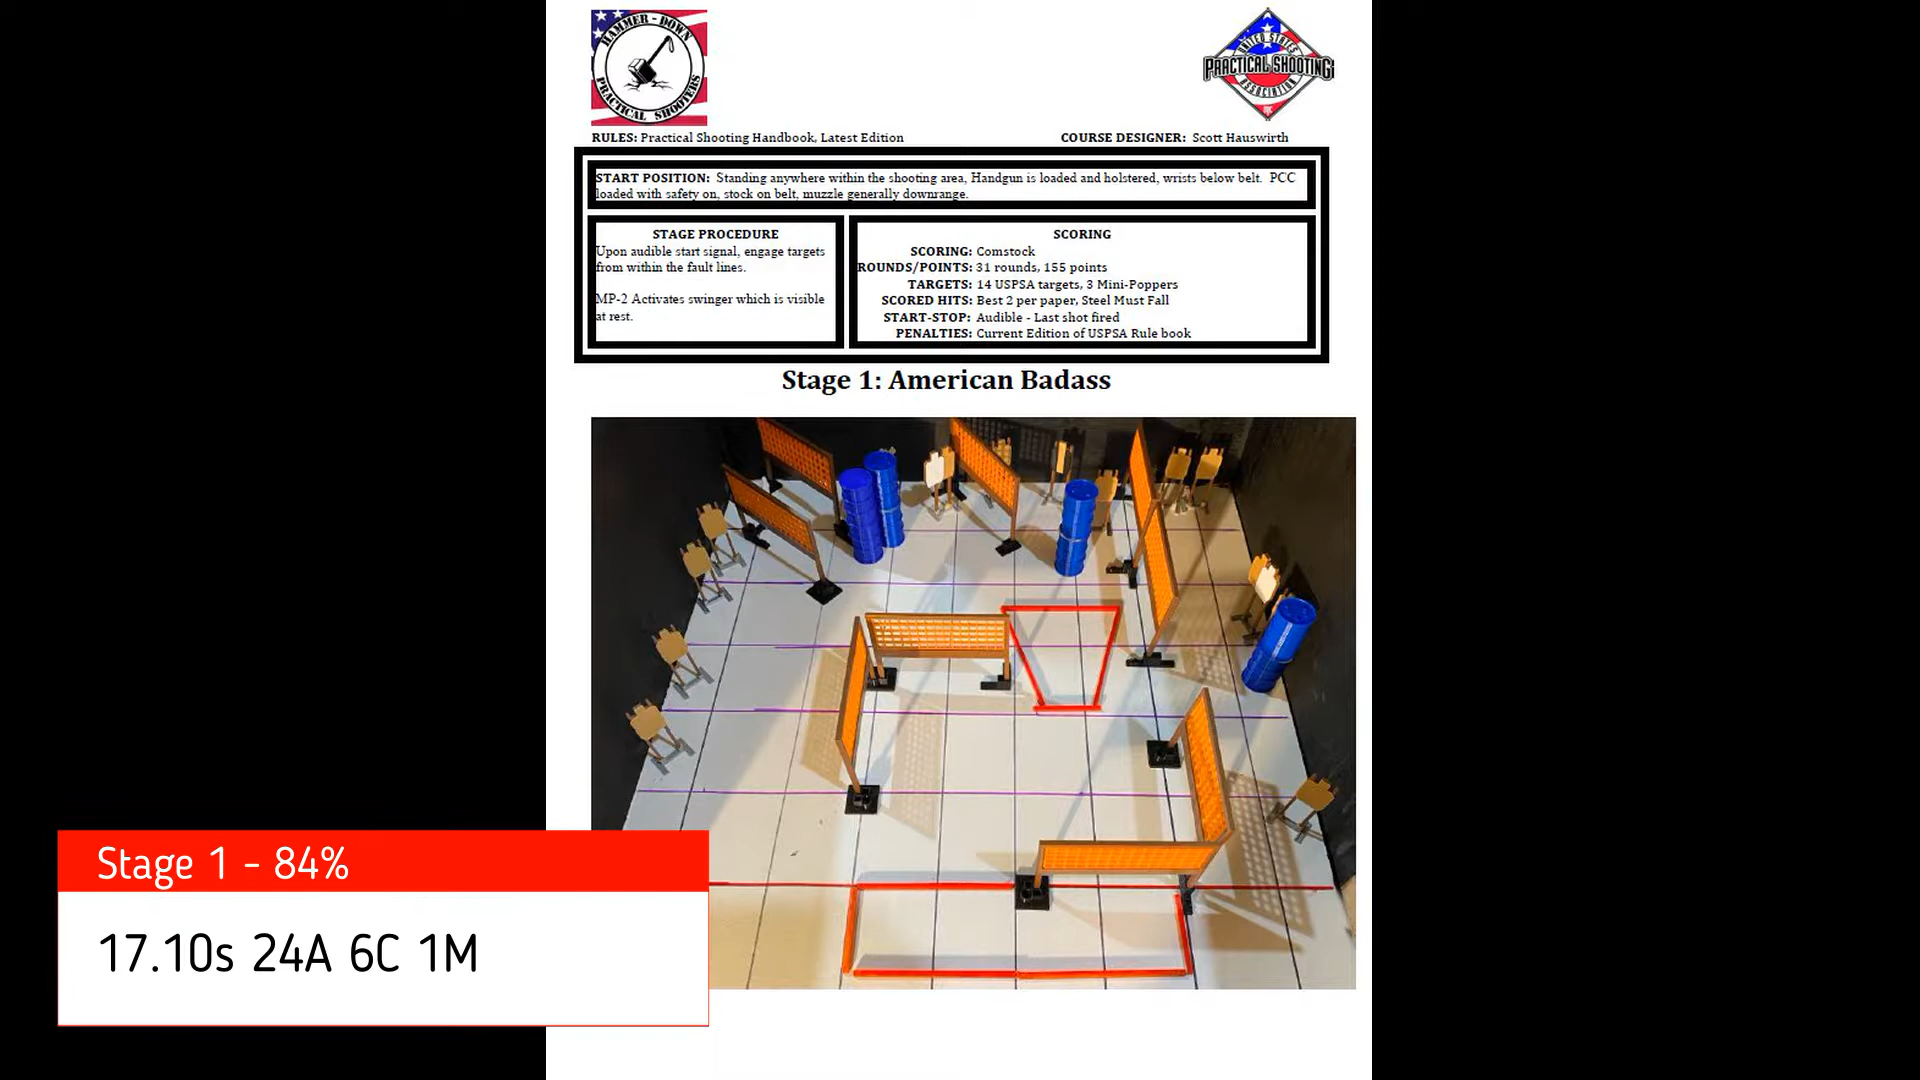 HAMMER - DOWN
PRACTICAL SHOOTERS
UNITED STATES
PRACTICAL SHOOTING
ASSOCIATION
RULES: Practical Shooting Handbook, Latest Edition
COURSE DESIGNER: Scott Hauswirth
START POSITION: Standing anywhere within the shooting area, Handgun is loaded and holstered, wrists below belt. PCC
loaded with safety on, stock on belt, muzzle generally downrange.
STAGE PROCEDURE
Upon audible start signal, engage targets
from within the fault lines.
MP-2 Activates swinger which is visible
at rest.
SCORING
SCORING: Comstock
ROUNDS/POINTS: 31 rounds, 155 points
TARGETS: 14 USPSA targets, 3 Mini-Poppers
SCORED HITS: Best 2 per paper, Steel Must Fall
START-STOP: Audible - Last shot fired
PENALTIES: Current Edition of USPSA Rule book
Stage 1: American Badass
Stage 1 - 84%
17.10s 24A 6C 1M